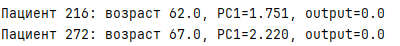 Пациент 216: возраст 62.0, PC1=1.751, output=0.0
Пациент 272: возраст 67.0, PC1=2.220, output=0.0